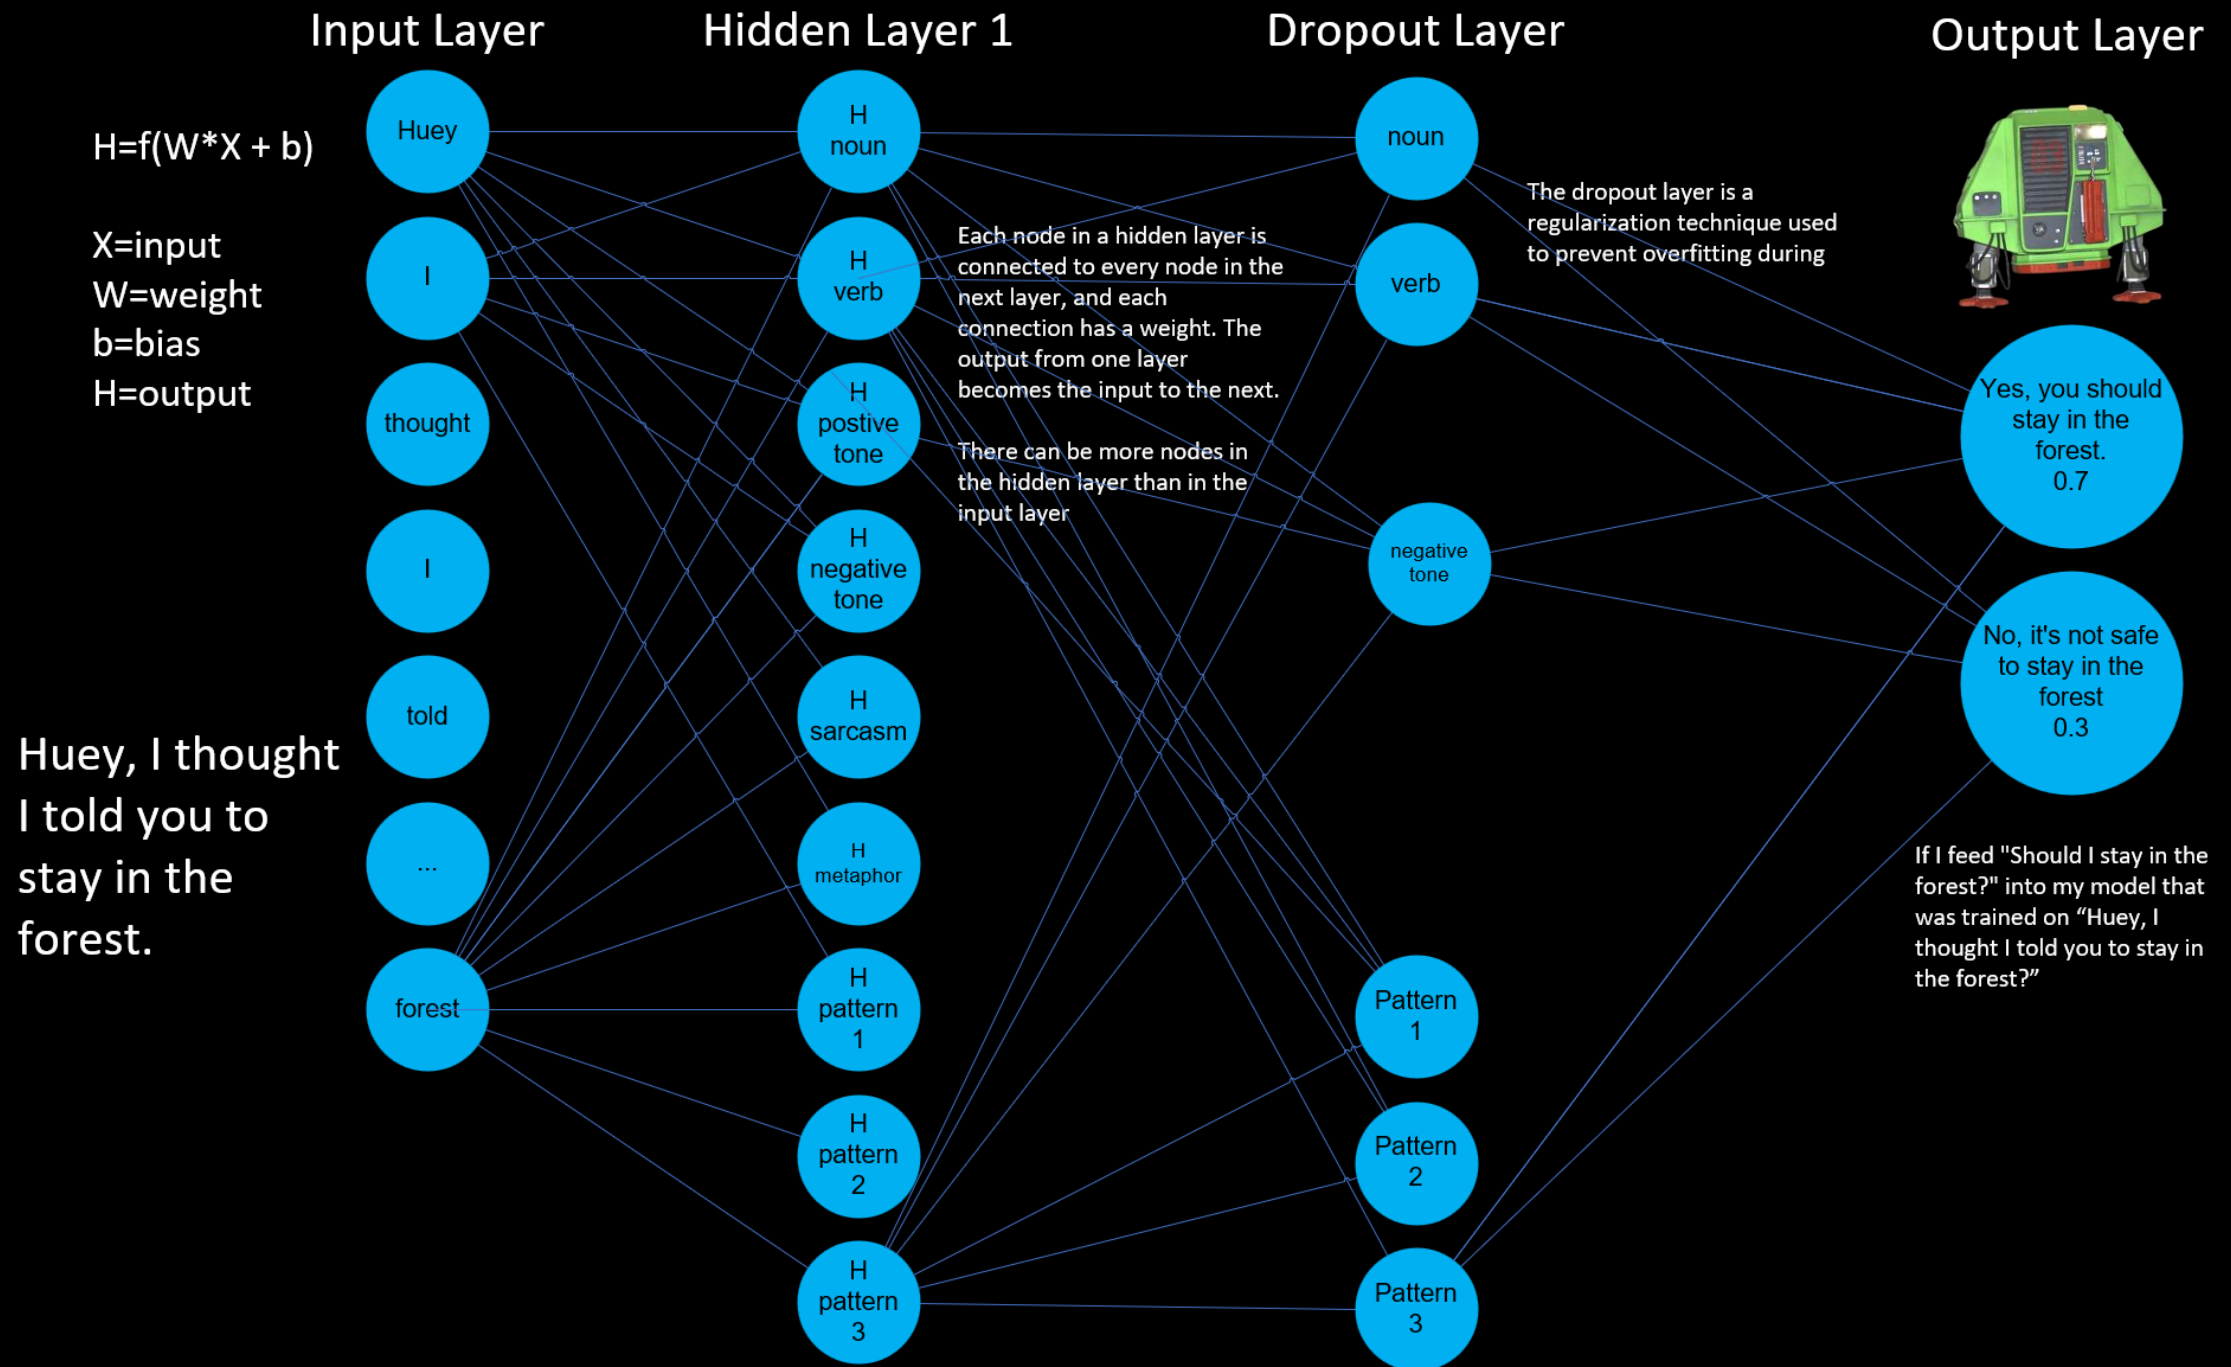 Input Layer
Hidden Layer 1
Dropout Layer
Output Layer
H=f(W*X + b)
X=input
W=weight
b=bias
H=output
Huey, I thought
I told you to
stay in the
forest.
Huey
I
thought
I
told
...
forest
H
noun
H
verb
H
postive
tone
H
negative
tone
H
sarcasm
H
metaphor
H
pattern
1
H
pattern
2
H
pattern
3
Each node in a hidden layer is
connected to every node in the
next layer, and each
connection has a weight. The
output from one layer
becomes the input to the next.
There can be more nodes in
the hidden layer than in the
input layer
noun
verb
negative
tone
Pattern
1
Pattern
2
Pattern
3
The dropout layer is a
regularization technique used
to prevent overfitting during
Yes, you should
stay in the
forest.
0.7
No, it's not safe
to stay in the
forest
0.3
If I feed "Should I stay in the
forest?" into my model that
was trained on “Huey, I
thought I told you to stay in
the forest?”